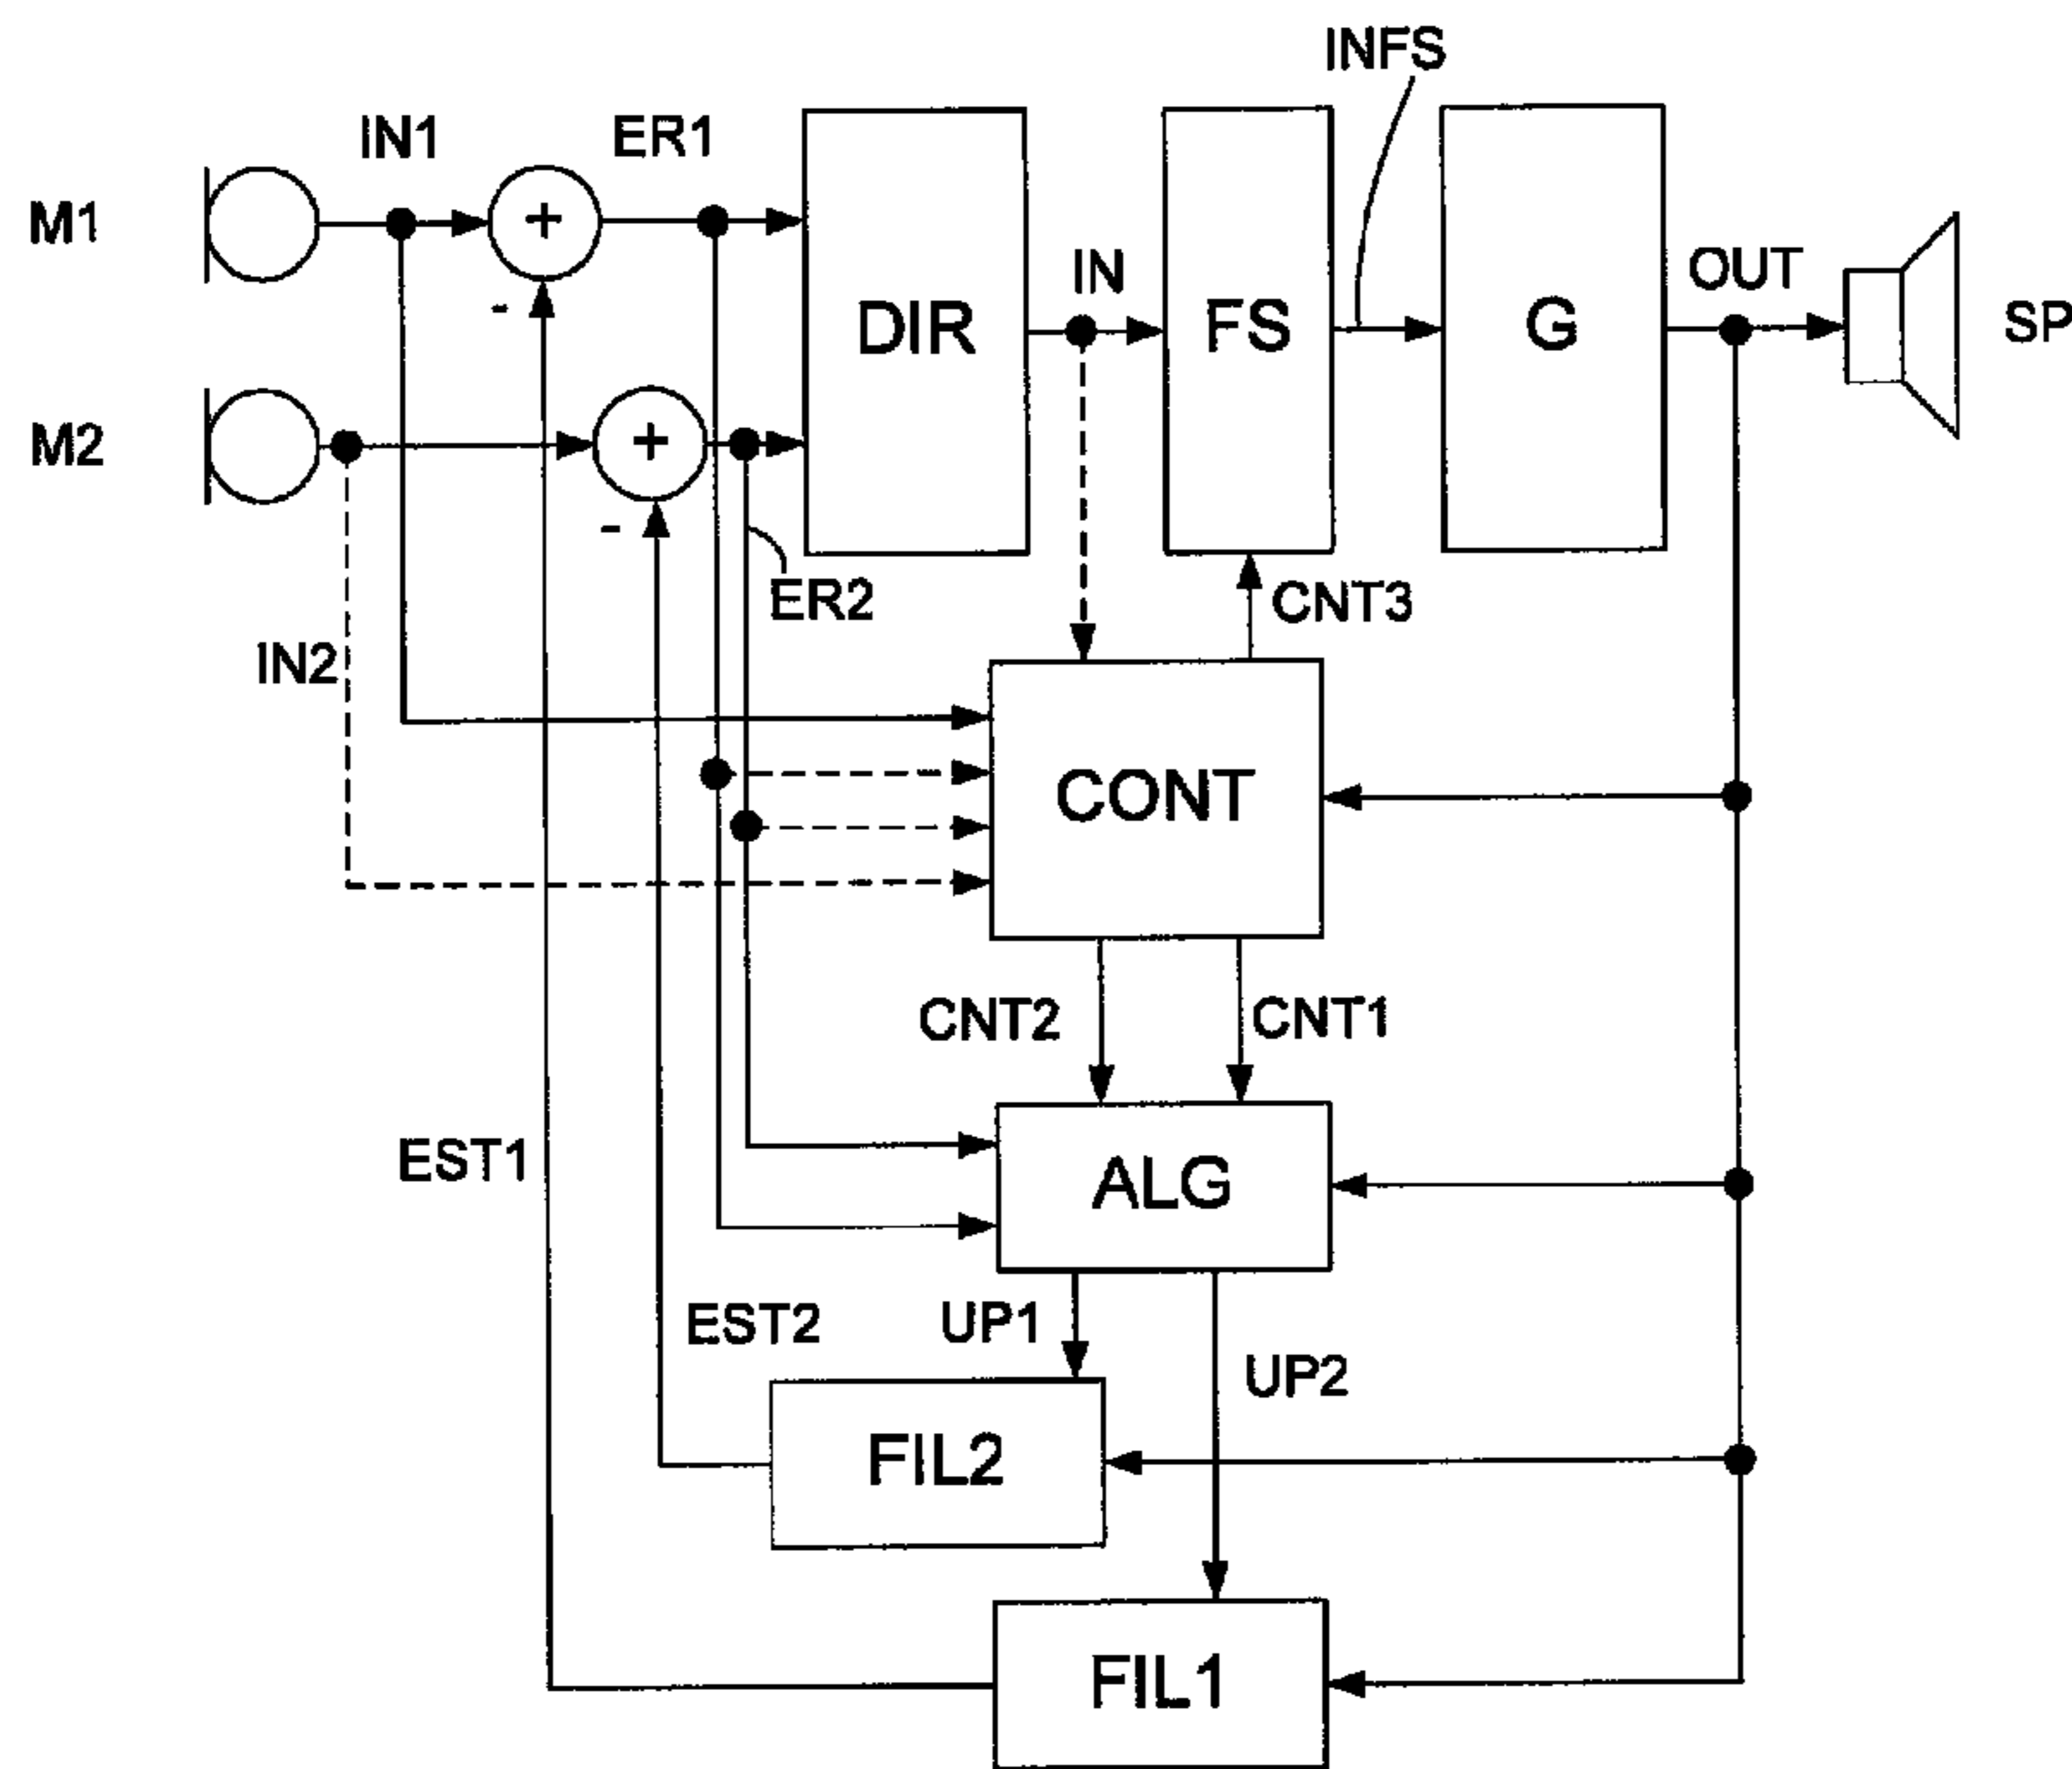 INFS
IN1
ER1
M1
+
-
DIR
IN
FS
G
OUT
SP
M2
+
-
ER2
CNT3
IN2
CONT
CNT2
CNT1
EST1
ALG
EST2
UP1
UP2
FIL2
FIL1